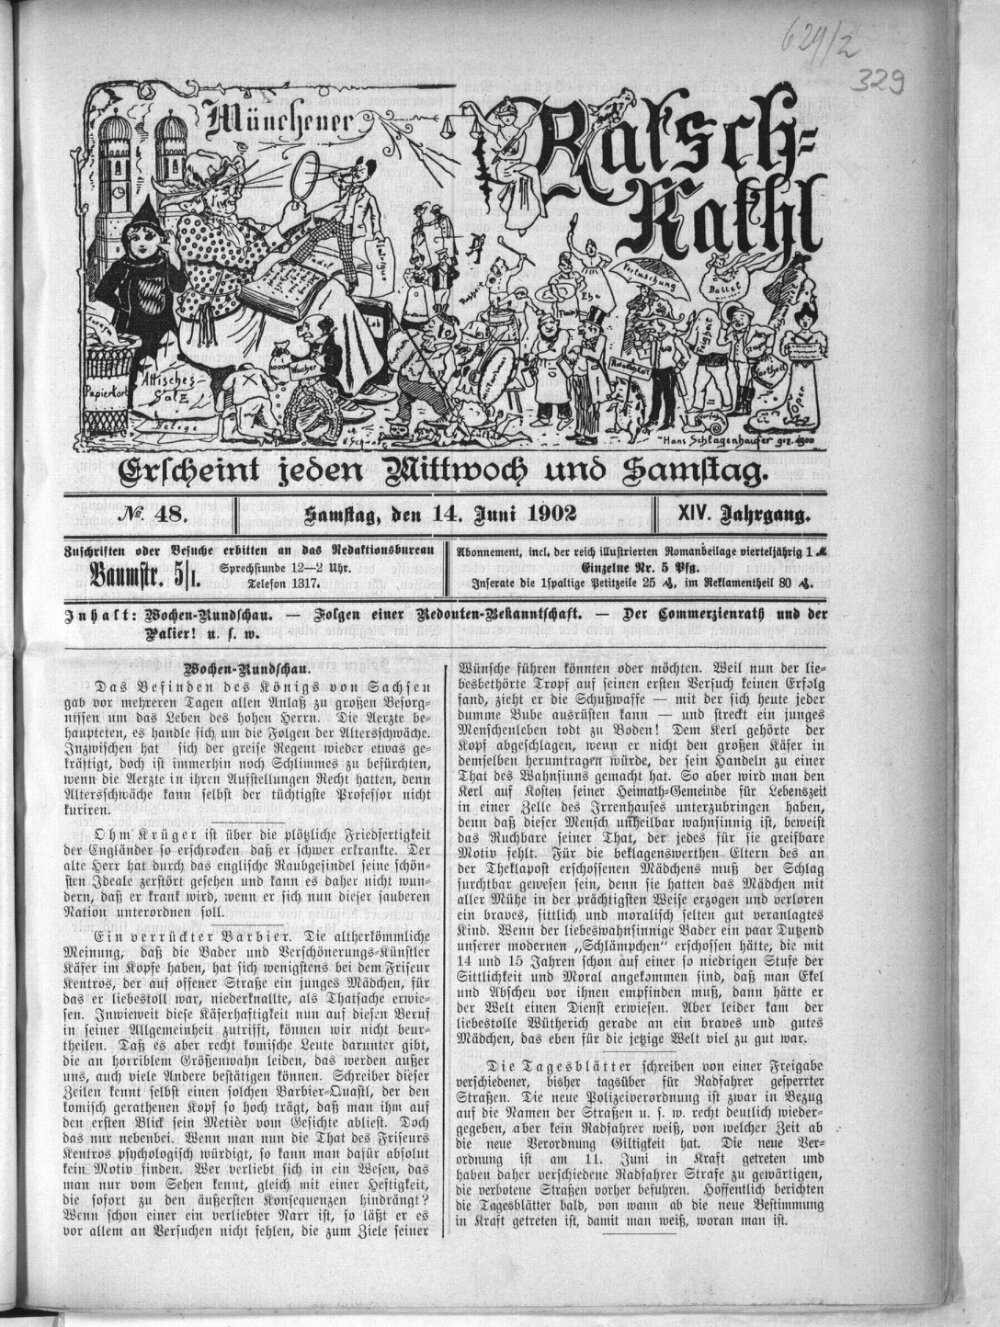 629/2
329
Münchener
Ratsch-
Kathl
Papierkorb
Attisches-
Salz
Wucher
Hans Schlagenhaufer gez. 1900
Erscheint jeden Mittwoch und Samstag.
№ 48.
Samstag, den 14. Juni 1902
XIV. Jahrgang.
Zuschriften oder Besuche erbitten an das Redaktionsbureau
Baumstr. 5/I.
Sprechstunde 12—2 Uhr.
Telefon 1317.
Abonnement, incl. der reich illustrierten Romanbeilage vierteljährig 1 ℳ
Einzelne Nr. 5 Pfg.
Inserate die 1spaltige Petitzeile 25 ₰, im Reklamentheil 80 ₰.
Inhalt: Wochen-Rundschau. — Folgen einer Redouten-Bekanntschaft. — Der Commerzienrath und der
Palier! u. s. w.
Wochen-Rundschau.
Das Befinden des Königs von Sachsen
gab vor mehreren Tagen allen Anlaß zu großen Besorg-
nissen um das Leben des hohen Herrn. Die Aerzte be-
haupteten, es handle sich um die Folgen der Altersschwäche.
Inzwischen hat sich der greise Regent wieder etwas ge-
kräftigt, doch ist immerhin noch Schlimmes zu befürchten,
wenn die Aerzte in ihren Aufstellungen Recht hatten, denn
Altersschwäche kann selbst der tüchtigste Professor nicht
kuriren.
Ohm Krüger ist über die plötzliche Friedfertigkeit
der Engländer so erschrocken daß er schwer erkrankte. Der
alte Herr hat durch das englische Raubgesindel seine schön-
sten Ideale zerstört gesehen und kann es daher nicht wun-
dern, daß er krank wird, wenn er sich nun dieser sauberen
Nation unterordnen soll.
Ein verrückter Barbier. Die altherkömmliche
Meinung, daß die Bader und Verschönerungs-Künstler
Käfer im Kopfe haben, hat sich wenigstens bei dem Friseur
Kentros, der auf offener Straße ein junges Mädchen, für
das er liebestoll war, niederknallte, als Thatsache erwie-
sen. Inwieweit diese Käferhaftigkeit nun auf diesen Beruf
in seiner Allgemeinheit zutrifft, können wir nicht beur-
theilen. Daß es aber recht komische Leute darunter gibt,
die an horriblem Größenwahn leiden, das werden außer
uns, auch viele Andere bestätigen können. Schreiber dieser
Zeilen kennt selbst einen solchen Barbier-Quastl, der den
komisch gerathenen Kopf so hoch trägt, daß man ihm auf
den ersten Blick sein Metiér vom Gesichte abliest. Doch
das nur nebenbei. Wenn man nun die That des Friseurs
Kentros psychologisch würdigt, so kann man dafür absolut
kein Motiv finden. Wer verliebt sich in ein Wesen, das
man nur vom Sehen kennt, gleich mit einer Heftigkeit,
die sofort zu den äußersten Konsequenzen hindrängt?
Wenn schon einer ein verliebter Narr ist, so läßt er es
vor allem an Versuchen nicht fehlen, die zum Ziele seiner
Wünsche führen könnten oder möchten. Weil nun der lie-
besbethörte Tropf auf seinen ersten Versuch keinen Erfolg
fand, zieht er die Schußwaffe — mit der sich heute jeder
dumme Bube ausrüsten kann — und streckt ein junges
Menschenleben todt zu Boden! Dem Kerl gehörte der
Kopf abgeschlagen, wenn er nicht den großen Käfer in
demselben herumtragen würde, der sein Handeln zu einer
That des Wahnsinns gemacht hat. So aber wird man den
Kerl auf Kosten seiner Heimath-Gemeinde für Lebenszeit
in einer Zelle des Irrenhauses unterzubringen haben,
denn daß dieser Mensch unheilbar wahnsinnig ist, beweist
das Ruchbare seiner That, der jedes für sie greifbare
Motiv fehlt. Für die beklagenswerthen Eltern des an
der Theklapost erschossenen Mädchens muß der Schlag
furchtbar gewesen sein, denn sie hatten das Mädchen mit
aller Mühe in der prächtigsten Weise erzogen und verloren
ein braves, sittlich und moralisch selten gut veranlagtes
Kind. Wenn der liebeswahnsinnige Bader ein paar Dutzend
unserer modernen „Schlämpchen" erschossen hätte, die mit
14 und 15 Jahren schon auf einer so niedrigen Stufe der
Sittlichkeit und Moral angekommen sind, daß man Ekel
und Abscheu vor ihnen empfinden muß, dann hätte er
der Welt einen Dienst erwiesen. Aber leider kam der
liebestolle Wütherich gerade an ein braves und gutes
Mädchen, das eben für die jetzige Welt viel zu gut war.
Die Tagesblätter schreiben von einer Freigabe
verschiedener, bisher tagsüber für Radfahrer gesperrter
Straßen. Die neue Polizeiverordnung ist zwar in Bezug
auf die Namen der Straßen u. s. w. recht deutlich wieder-
gegeben, aber kein Radfahrer weiß, von welcher Zeit ab
die neue Verordnung Giltigkeit hat. Die neue Ver-
ordnung ist am 11. Juni in Kraft getreten und
haben daher verschiedene Radfahrer Strafe zu gewärtigen,
die verbotene Straßen vorher befuhren. Hoffentlich berichten
die Tagesblätter bald, von wann ab die neue Bestimmung
in Kraft getreten ist, damit man weiß, woran man ist.